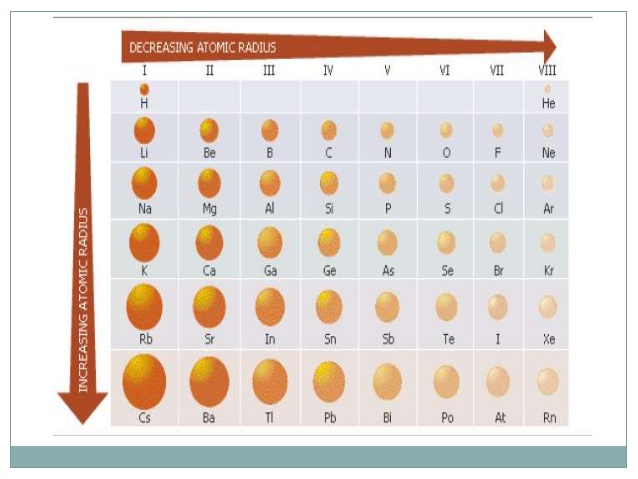 DECREASING ATOMIC RADIUS
I II III IV V VI VII VIII
INCREASING ATOMIC RADIUS
H He
Li Be B C N O F Ne
Na Mg Al Si P S Cl Ar
K Ca Ga Ge As Se Br Kr
Rb Sr In Sn Sb Te I Xe
Cs Ba Tl Pb Bi Po At Rn